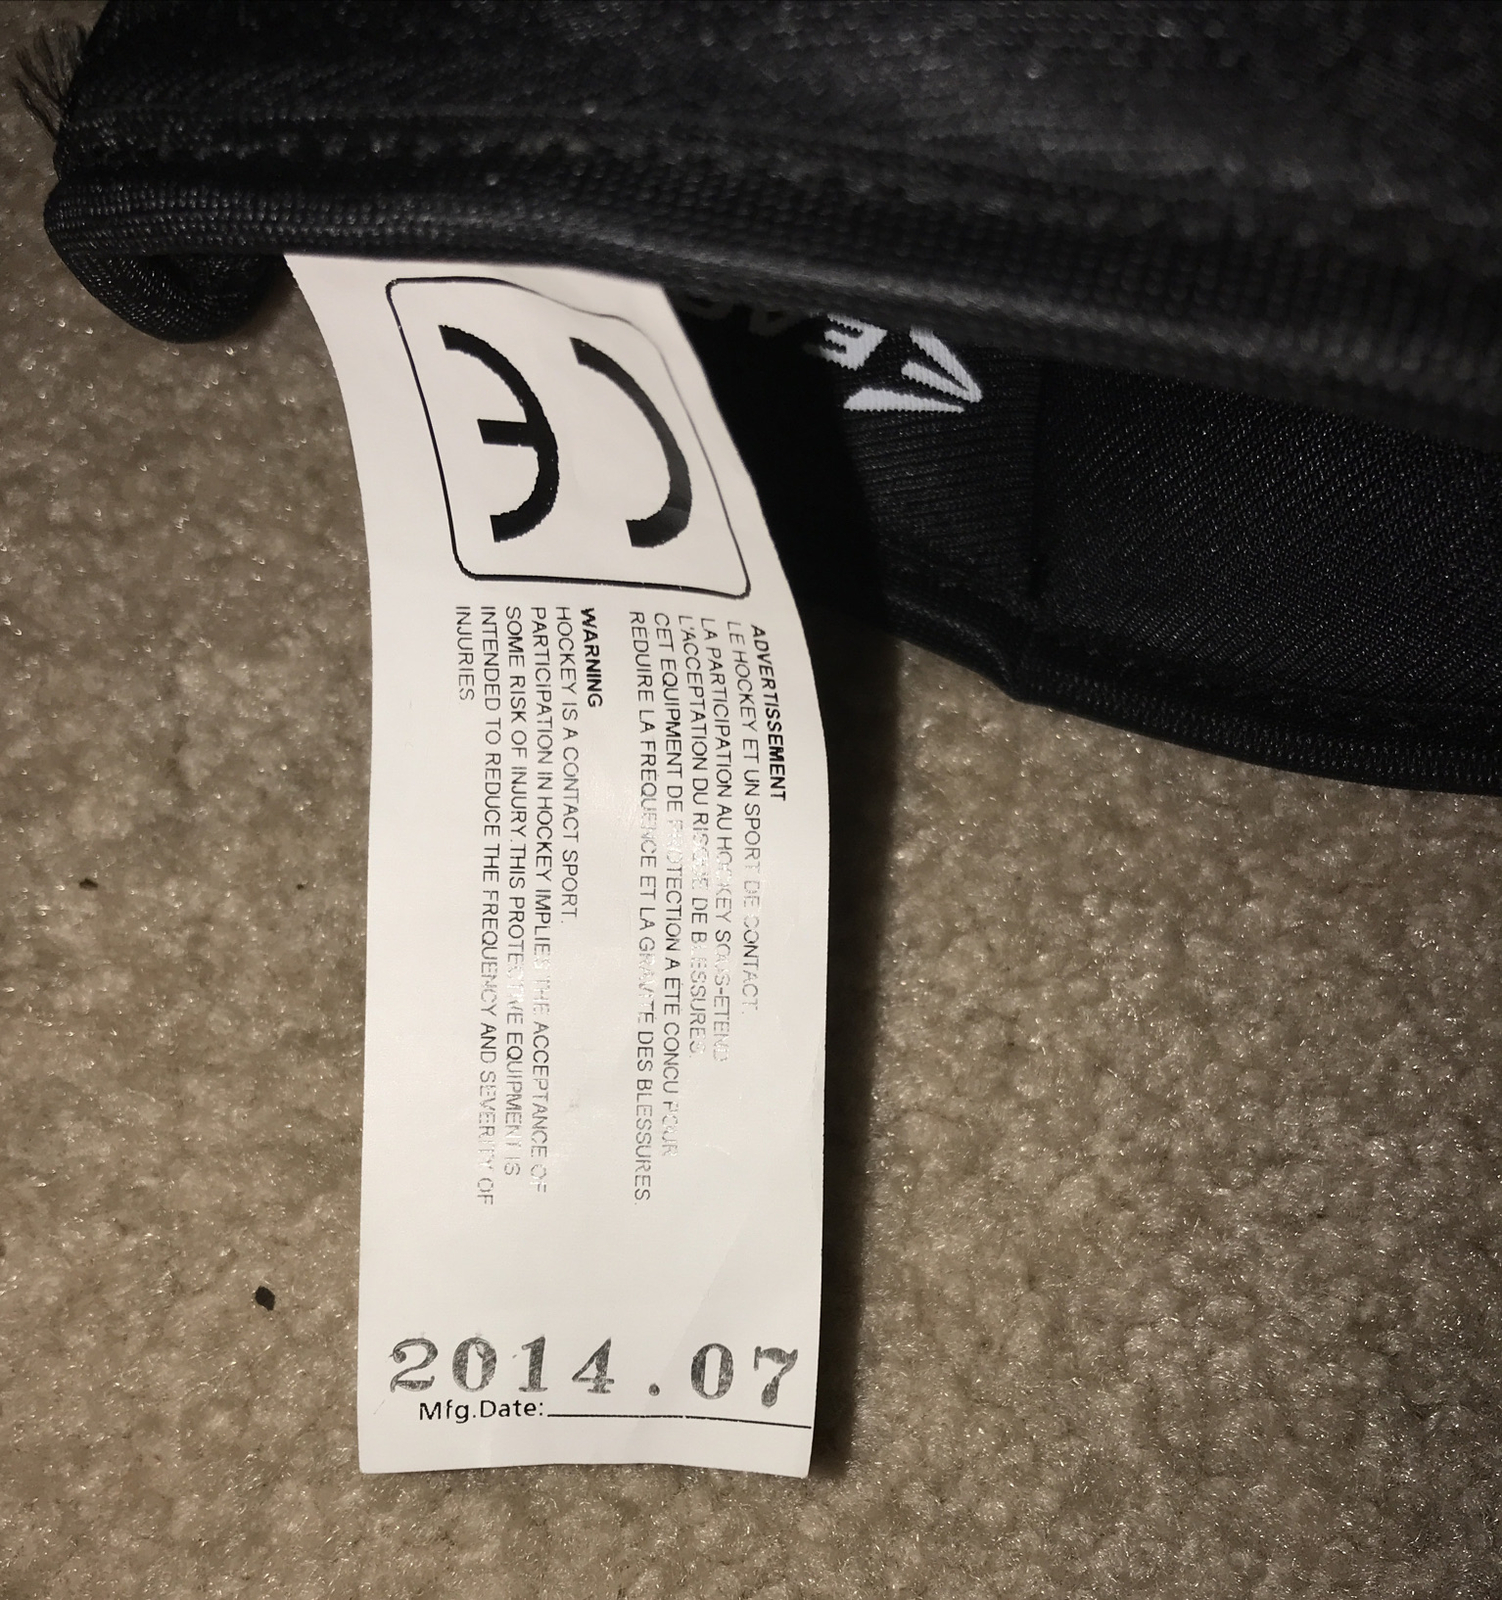 CE
ADVERTISSEMENT
LE HOCKEY ET UN SPORT DE CONTACT.
LA PARTICIPATION AU HOCKEY SOUS-ETEND
L'ACCEPTATION DU RISQUE DE BLESSURES.
CET EQUIPMENT DE PROTECTION A ETE CONCU POUR
REDUIRE LA FREQUENCE ET LA GRAVITE DES BLESSURES.
WARNING
HOCKEY IS A CONTACT SPORT.
PARTICIPATION IN HOCKEY IMPLIES THE ACCEPTANCE OF
SOME RISK OF INJURY.THIS PROTECTIVE EQUIPMENT IS
INTENDED TO REDUCE THE FREQUENCY AND SEVERITY OF
INJURIES
2014.07
Mfg.Date: